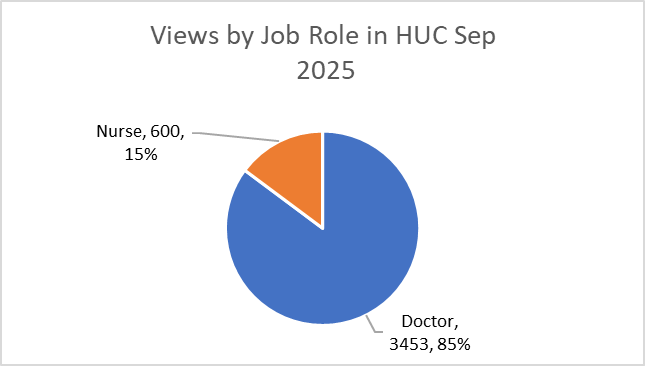 Views by Job Role in HUC Sep
2025
Nurse, 600,
15%
Doctor,
3453, 85%